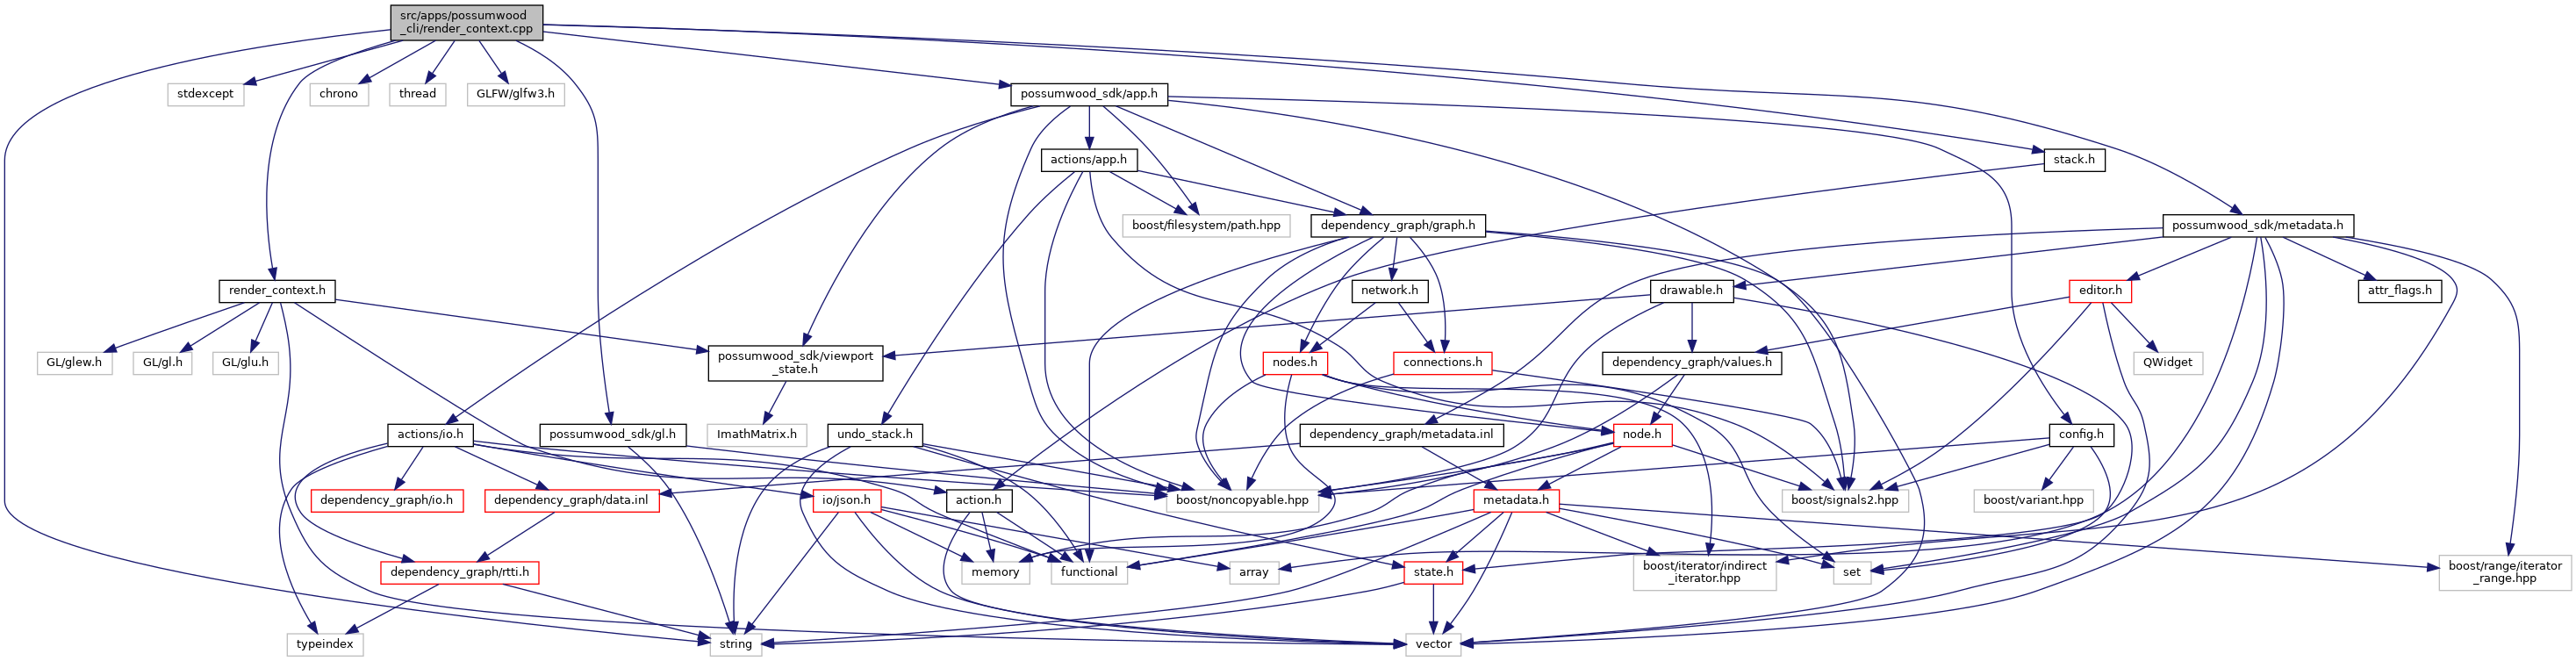 src/apps/possumwood
_cli/render_context.cpp
stdexcept
chrono
thread
GLFW/glfw3.h
possumwood_sdk/app.h
actions/app.h
stack.h
boost/filesystem/path.hpp
dependency_graph/graph.h
possumwood_sdk/metadata.h
render_context.h
network.h
drawable.h
editor.h
attr_flags.h
GL/glew.h
GL/gl.h
GL/glu.h
possumwood_sdk/viewport
_state.h
nodes.h
connections.h
dependency_graph/values.h
QWidget
actions/io.h
possumwood_sdk/gl.h
ImathMatrix.h
undo_stack.h
dependency_graph/metadata.inl
node.h
config.h
dependency_graph/io.h
dependency_graph/data.inl
io/json.h
action.h
boost/noncopyable.hpp
metadata.h
boost/signals2.hpp
boost/variant.hpp
dependency_graph/rtti.h
memory
functional
array
state.h
boost/iterator/indirect
_iterator.hpp
set
boost/range/iterator
_range.hpp
typeindex
string
vector